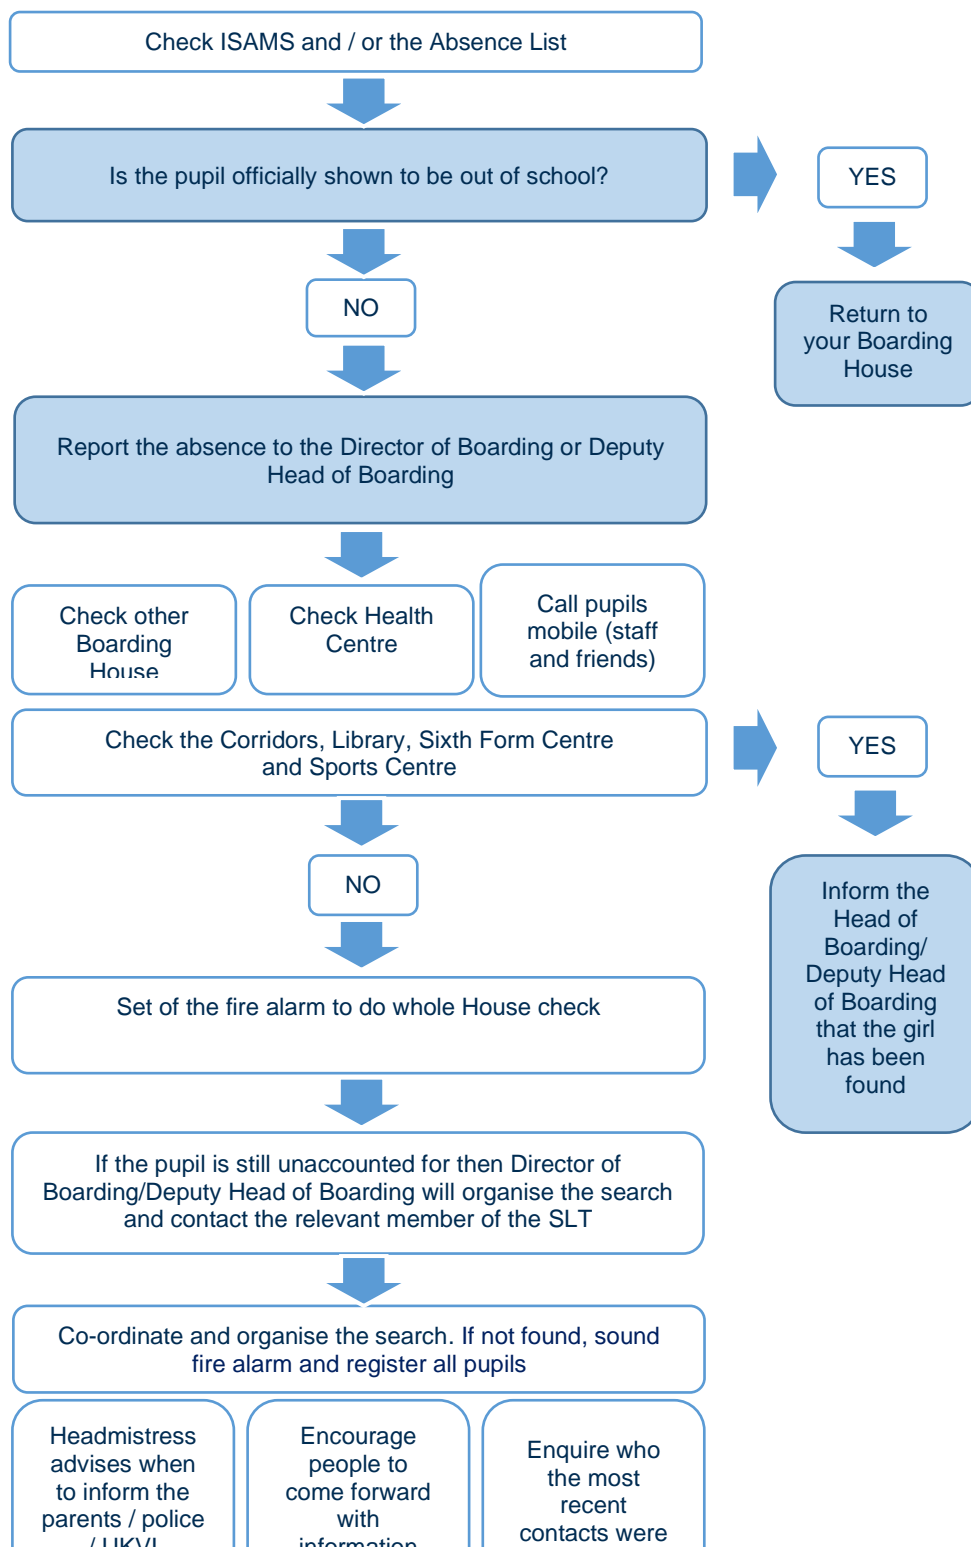 Check ISAMS and / or the Absence List
Is the pupil officially shown to be out of school?
YES
Return to
your Boarding
House
NO
Report the absence to the Director of Boarding or Deputy
Head of Boarding
Check other
Boarding
House
Check Health
Centre
Call pupils
mobile (staff
and friends)
Check the Corridors, Library, Sixth Form Centre
and Sports Centre
YES
Inform the
Head of
Boarding/
Deputy Head
of Boarding
that the girl
has been
found
NO
Set of the fire alarm to do whole House check
If the pupil is still unaccounted for then Director of
Boarding/Deputy Head of Boarding will organise the search
and contact the relevant member of the SLT
Co-ordinate and organise the search. If not found, sound
fire alarm and register all pupils
Headmistress
advises when
to inform the
parents / police
/ UKVI
Encourage
people to
come forward
with
information
Enquire who
the most
recent
contacts were